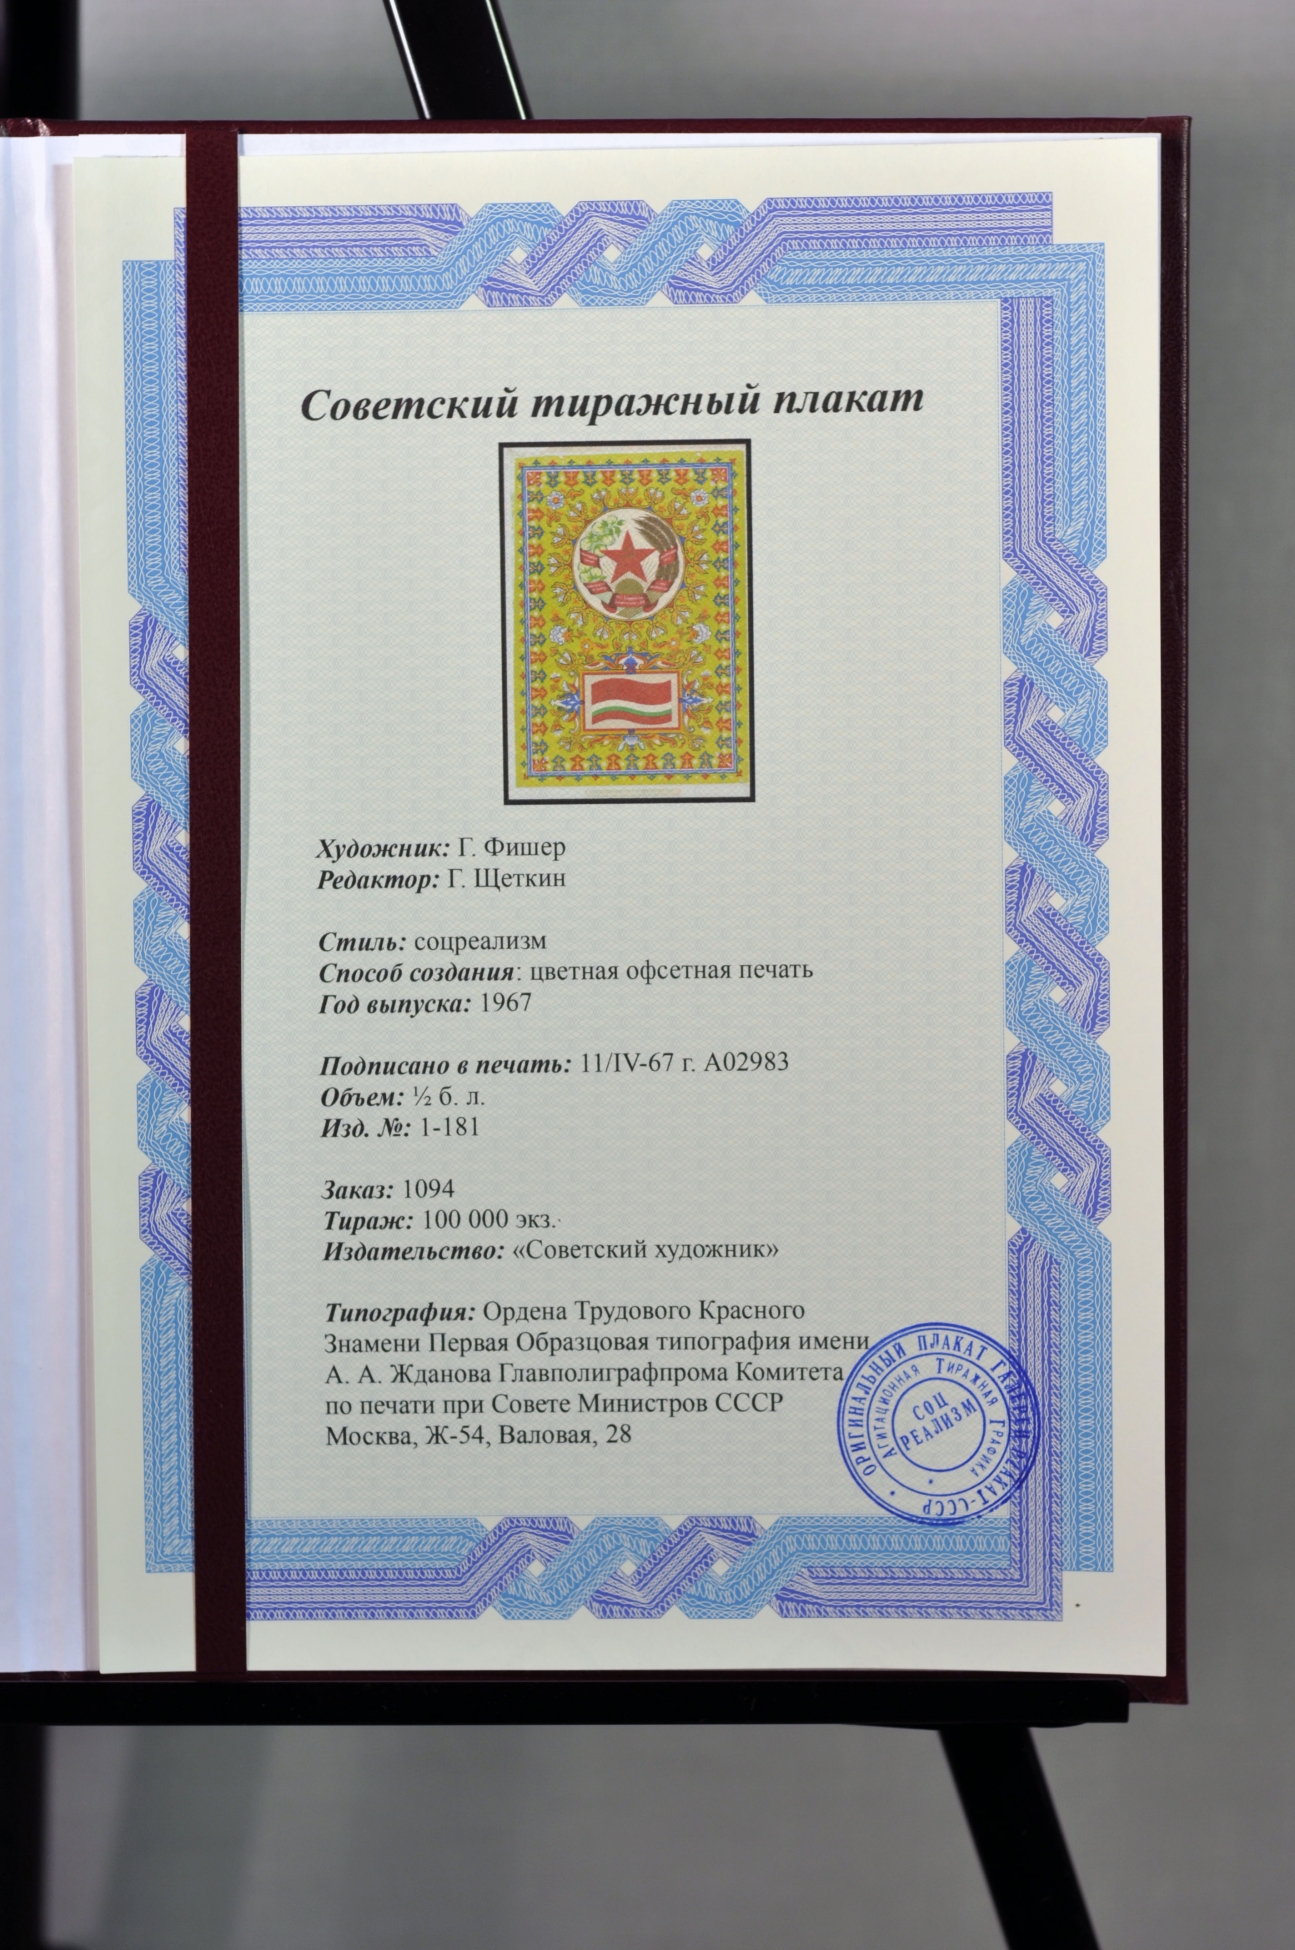 Советский тиражный плакат
Художник: Г. Фишер
Редактор: Г. Щеткин
Стиль: соцреализм
Способ создания: цветная офсетная печать
Год выпуска: 1967
Подписано в печать: 11/IV-67 г. А02983
Объем: ½ б. л.
Изд. №: 1-181
Заказ: 1094
Тираж: 100 000 экз.
Издательство: «Советский художник»
Типография: Ордена Трудового Красного
Знамени Первая Образцовая типография имени
А. А. Жданова Главполиграфпрома Комитета
по печати при Совете Министров СССР
Москва, Ж-54, Валовая, 28
ОРИГИНАЛЬНЫЙ ПЛАКАТ ГАЛЕРЕИ ПЛАКАТ-СССР
АГИТАЦИОННАЯ ТИРАЖНАЯ ГРАФИКА
СОЦ
РЕАЛИЗМ